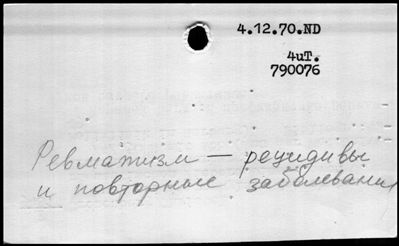 4.12.70.ND
4uT.
790076
Ревматизм — рецидивы
и повторные заболевания